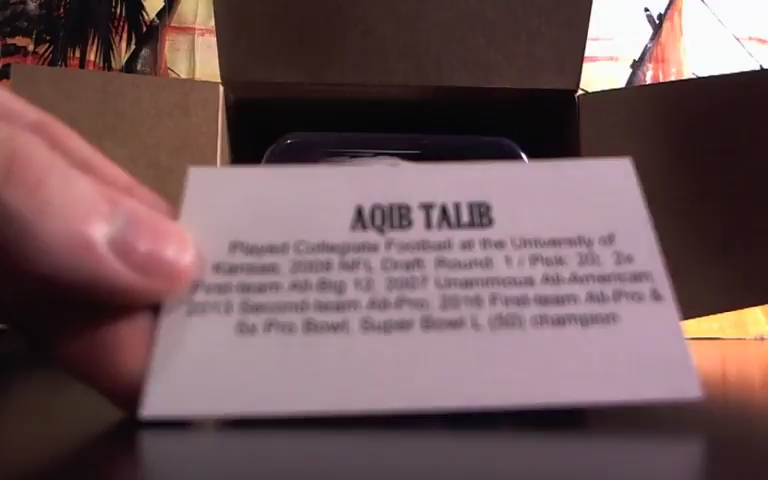 AQIB TALIB
Played Collegiate Football at the University of
Kansas, 2008 NFL Draft: Round: 1 / Pick: 20, 2x
First-team All-Big 12, 2007 Unanimous All-American,
2013 Second-team All-Pro, 2016 First-team All-Pro &
5x Pro Bowl, Super Bowl L (50) champion